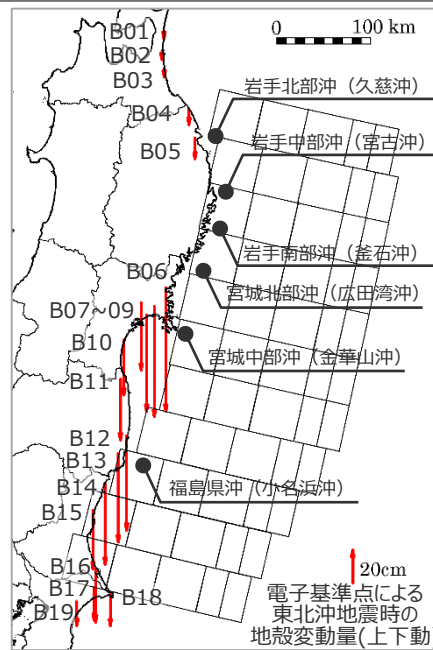 B01
0 100 km
B02
B03
岩手北部沖（久慈沖）
B04
岩手中部沖（宮古沖）
B05
岩手南部沖（釜石沖）
B06
宮城北部沖（広田湾沖）
B07~09
B10
宮城中部沖（金華山沖）
B11
B12
B13
B14
福島県沖（小名浜沖）
B15
B16
B17
B18
B19
20cm
電子基準点による
東北沖地震時の
地殻変動量(上下動)